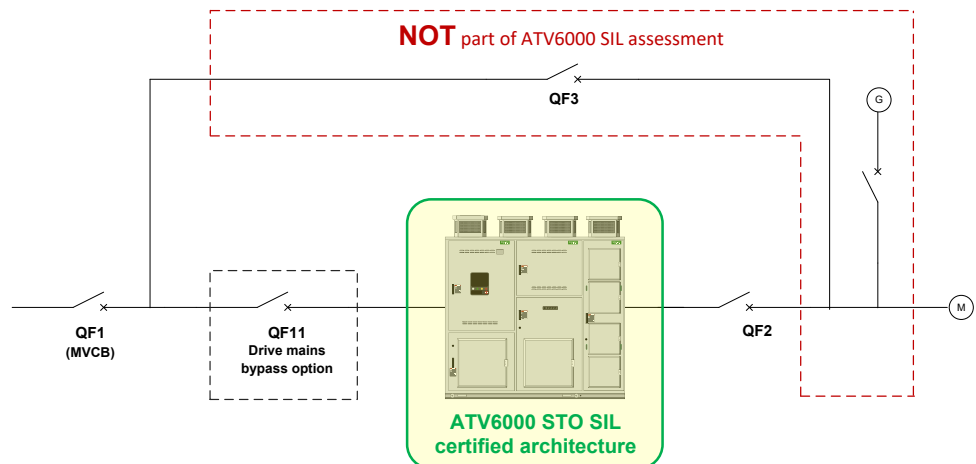 NOT part of ATV6000 SIL assessment
QF3
G
QF1
(MVCB)
QF11
Drive mains
bypass option
QF2
M
ATV6000 STO SIL
certified architecture